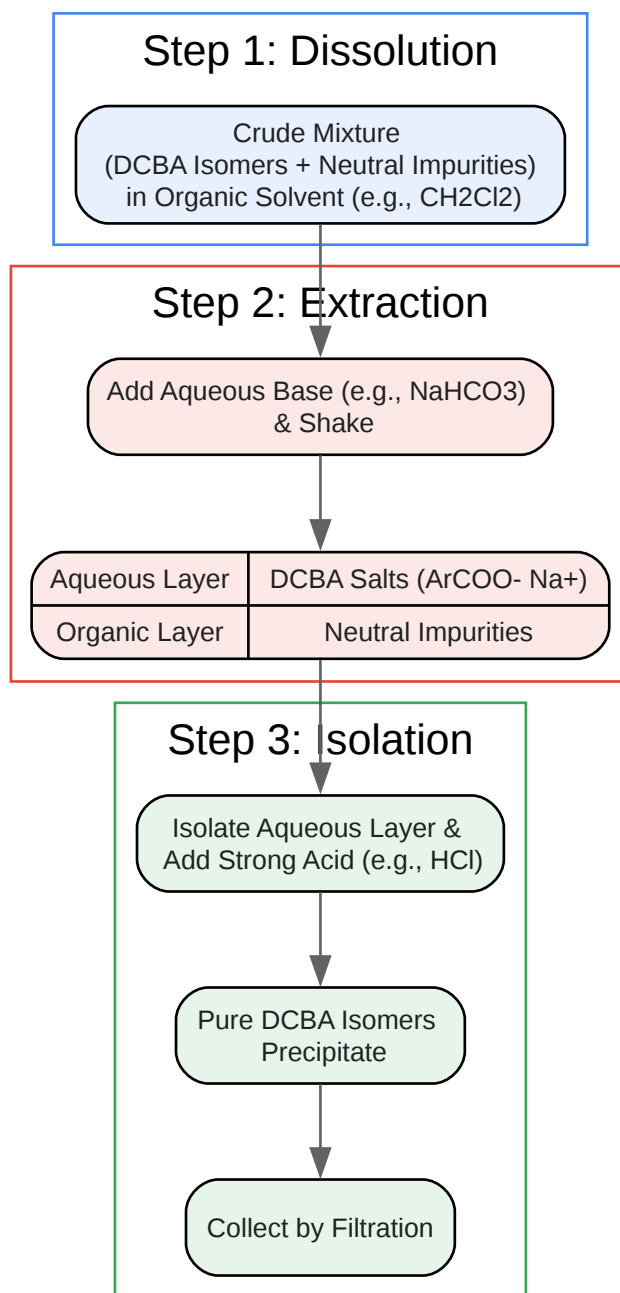 Step 1: Dissolution
Crude Mixture
(DCBA Isomers + Neutral Impurities)
in Organic Solvent (e.g., CH2Cl2)
Step 2: Extraction
Add Aqueous Base (e.g., NaHCO3)
& Shake
Aqueous Layer DCBA Salts (ArCOO- Na+)
Organic Layer Neutral Impurities
Step 3: Isolation
Isolate Aqueous Layer &
Add Strong Acid (e.g., HCl)
Pure DCBA Isomers
Precipitate
Collect by Filtration